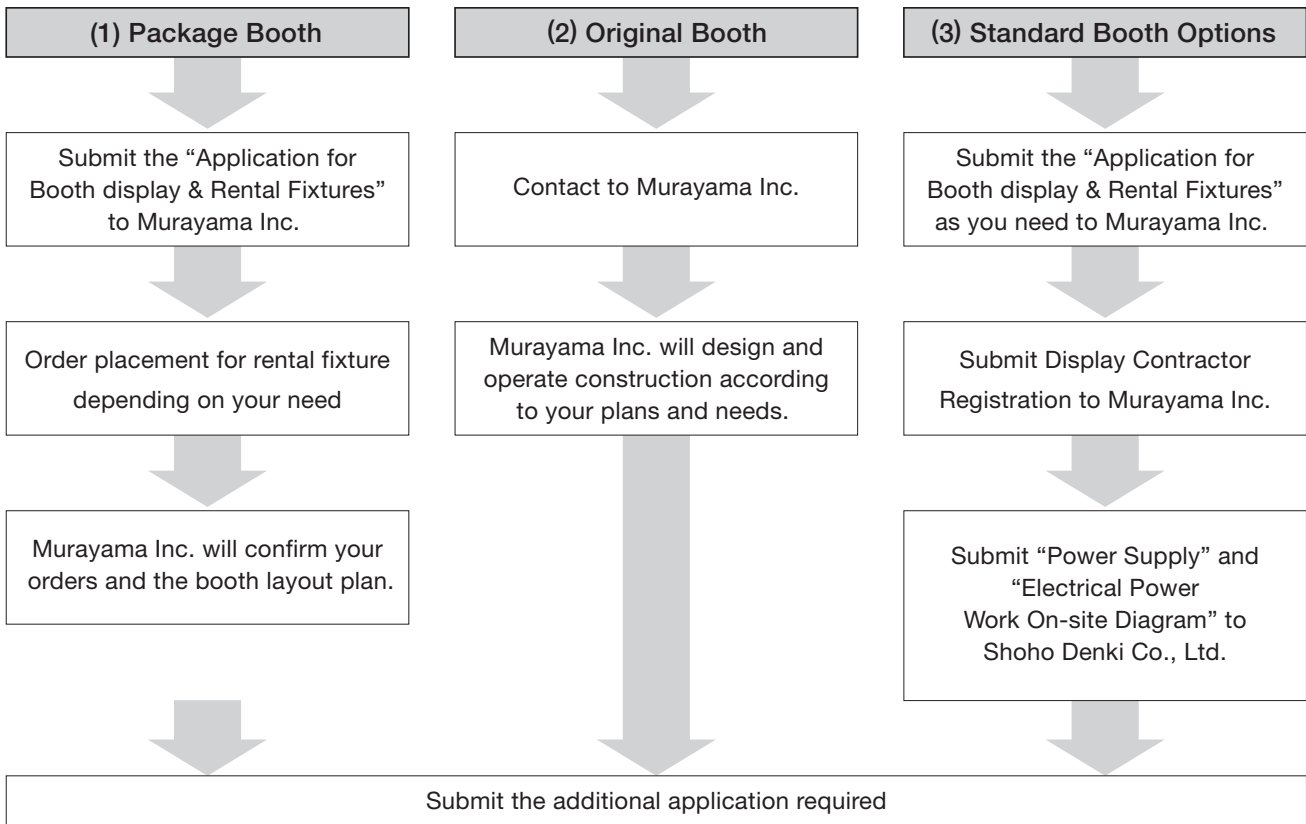 (1) Package Booth
Submit the “Application for
Booth display & Rental Fixtures”
to Murayama Inc.
Order placement for rental fixture
depending on your need
Murayama Inc. will confirm your
orders and the booth layout plan.
(2) Original Booth
Contact to Murayama Inc.
Murayama Inc. will design and
operate construction according
to your plans and needs.
(3) Standard Booth Options
Submit the “Application for
Booth display & Rental Fixtures”
as you need to Murayama Inc.
Submit Display Contractor
Registration to Murayama Inc.
Submit “Power Supply” and
“Electrical Power
Work On-site Diagram” to
Shoho Denki Co., Ltd.
Submit the additional application required